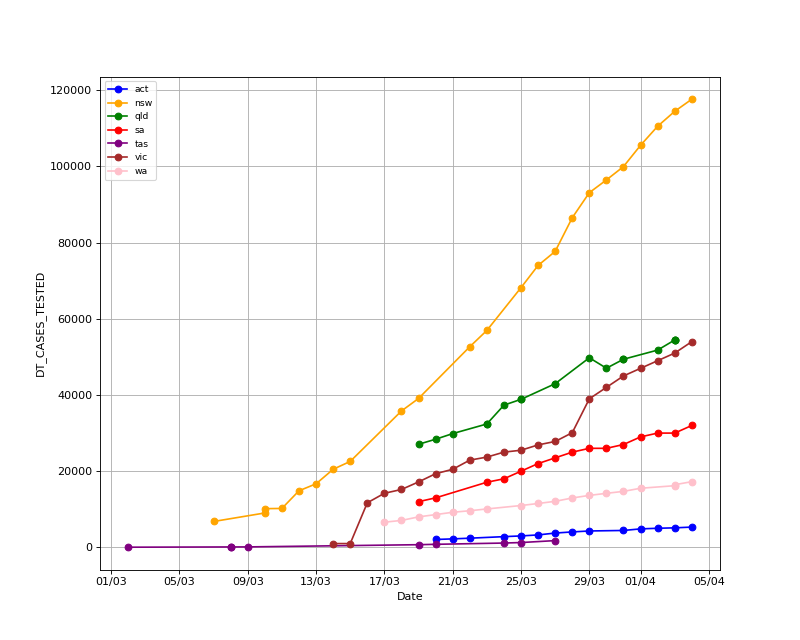 120000
100000
80000
60000
40000
20000
0
DT_CASES_TESTED
act
nsw
qld
sa
tas
vic
wa
01/03 05/03 09/03 13/03 17/03 21/03 25/03 29/03 01/04 05/04
Date